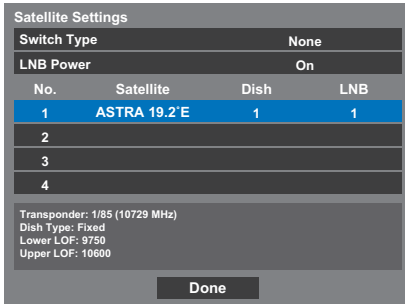 Satellite Settings
Switch Type None
LNB Power On
No. Satellite Dish LNB
1 ASTRA 19.2°E 1 1
2
3
4
Transponder: 1/85 (10729 MHz)
Dish Type: Fixed
Lower LOF: 9750
Upper LOF: 10600
Done